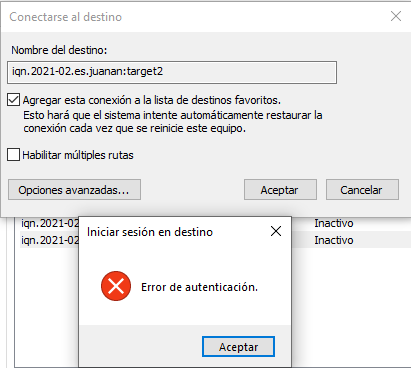 Conectarse al destino
Nombre del destino:
iqn.2021-02.es.juanan:target2
Agregar esta conexión a la lista de destinos favoritos.
Esto hará que el sistema intente automáticamente restaurar la
conexión cada vez que se reinicie este equipo.
Habilitar múltiples rutas
Opciones avanzadas...
Aceptar
Cancelar
iqn.2021-02
Inactivo
iqn.2021-02
Inactivo
Iniciar sesión en destino
Error de autenticación.
Aceptar